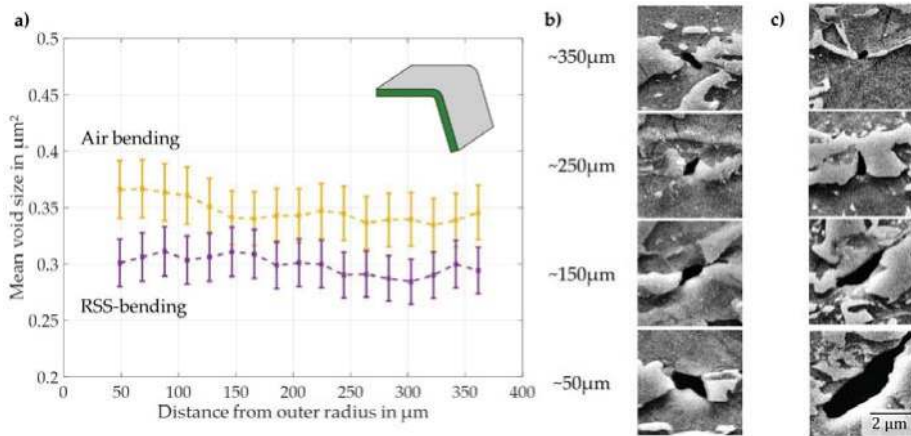 a)
0.5
0.45
0.4
0.35
0.3
0.25
0.2
Mean void size in µm²
Air bending
RSS-bending
0 50 100 150 200 250 300 350 400
Distance from outer radius in µm
b)
c)
~350µm
~250µm
~150µm
~50µm
2 µm